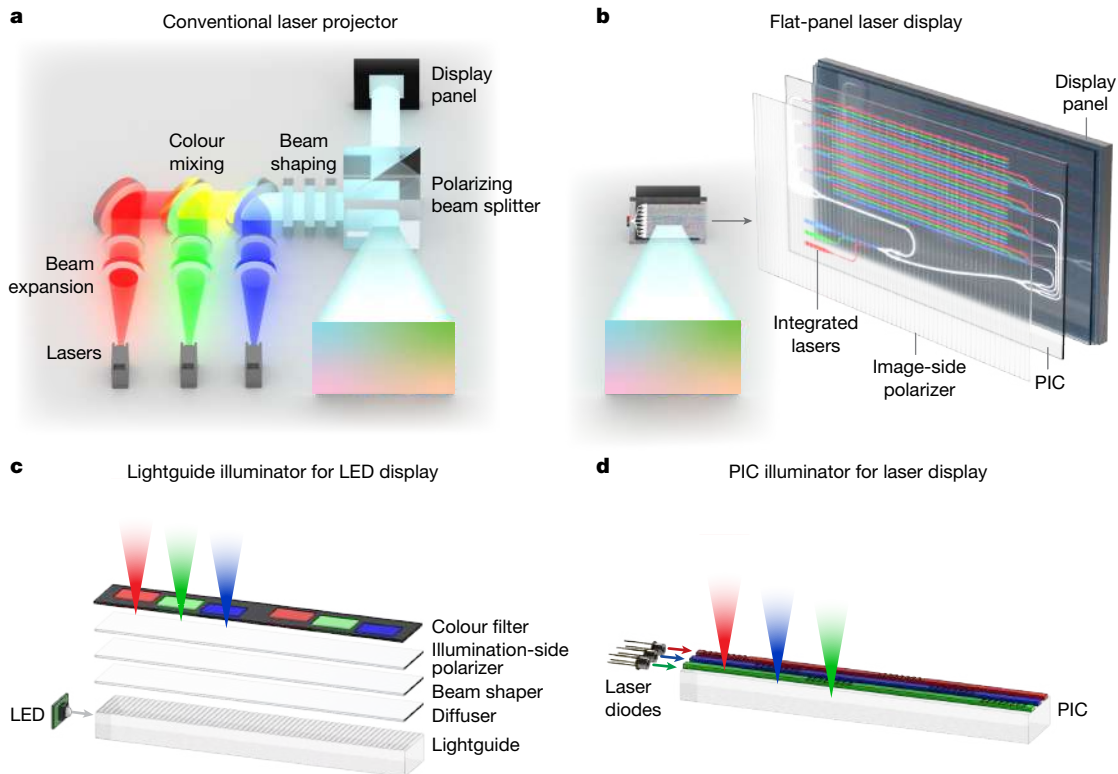 a
Conventional laser projector
Display
panel
Colour
mixing
Beam
shaping
Polarizing
beam splitter
Beam
expansion
Lasers
b
Flat-panel laser display
Display
panel
Integrated
lasers
Image-side
polarizer
PIC
c
Lightguide illuminator for LED display
Colour filter
Illumination-side
polarizer
Beam shaper
Diffuser
LED
Lightguide
d
PIC illuminator for laser display
Laser
diodes
PIC